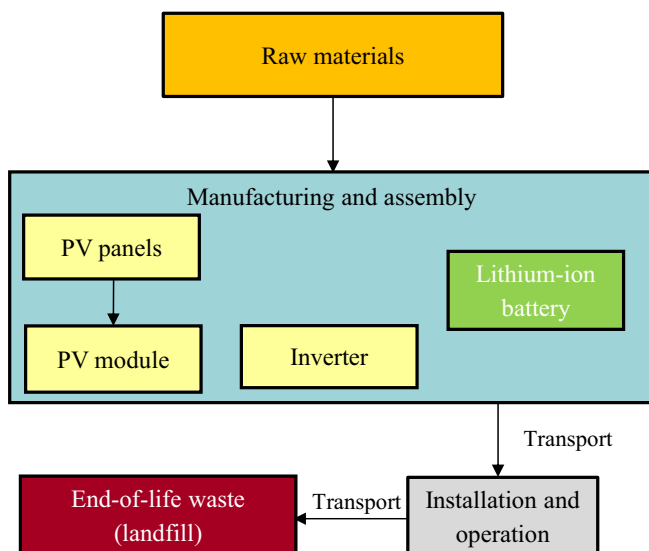 Raw materials
Manufacturing and assembly
PV panels
Lithium-ion
battery
PV module
Inverter
Transport
End-of-life waste
(landfill)
Transport
Installation and
operation